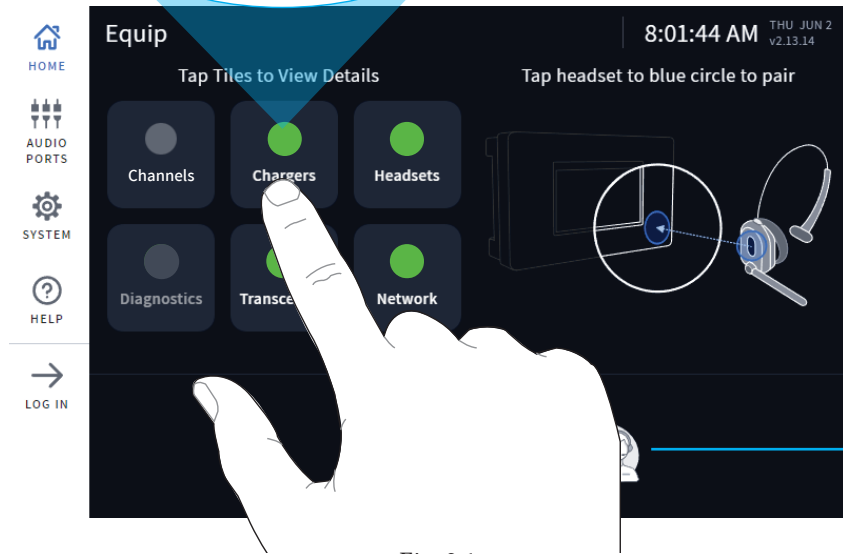 HOME
AUDIO
PORTS
SYSTEM
HELP
LOG IN
Equip
8:01:44 AM
THU JUN 2
v2.13.14
Tap Tiles to View Details
Channels
Chargers
Headsets
Diagnostics
Network
Tap headset to blue circle to pair